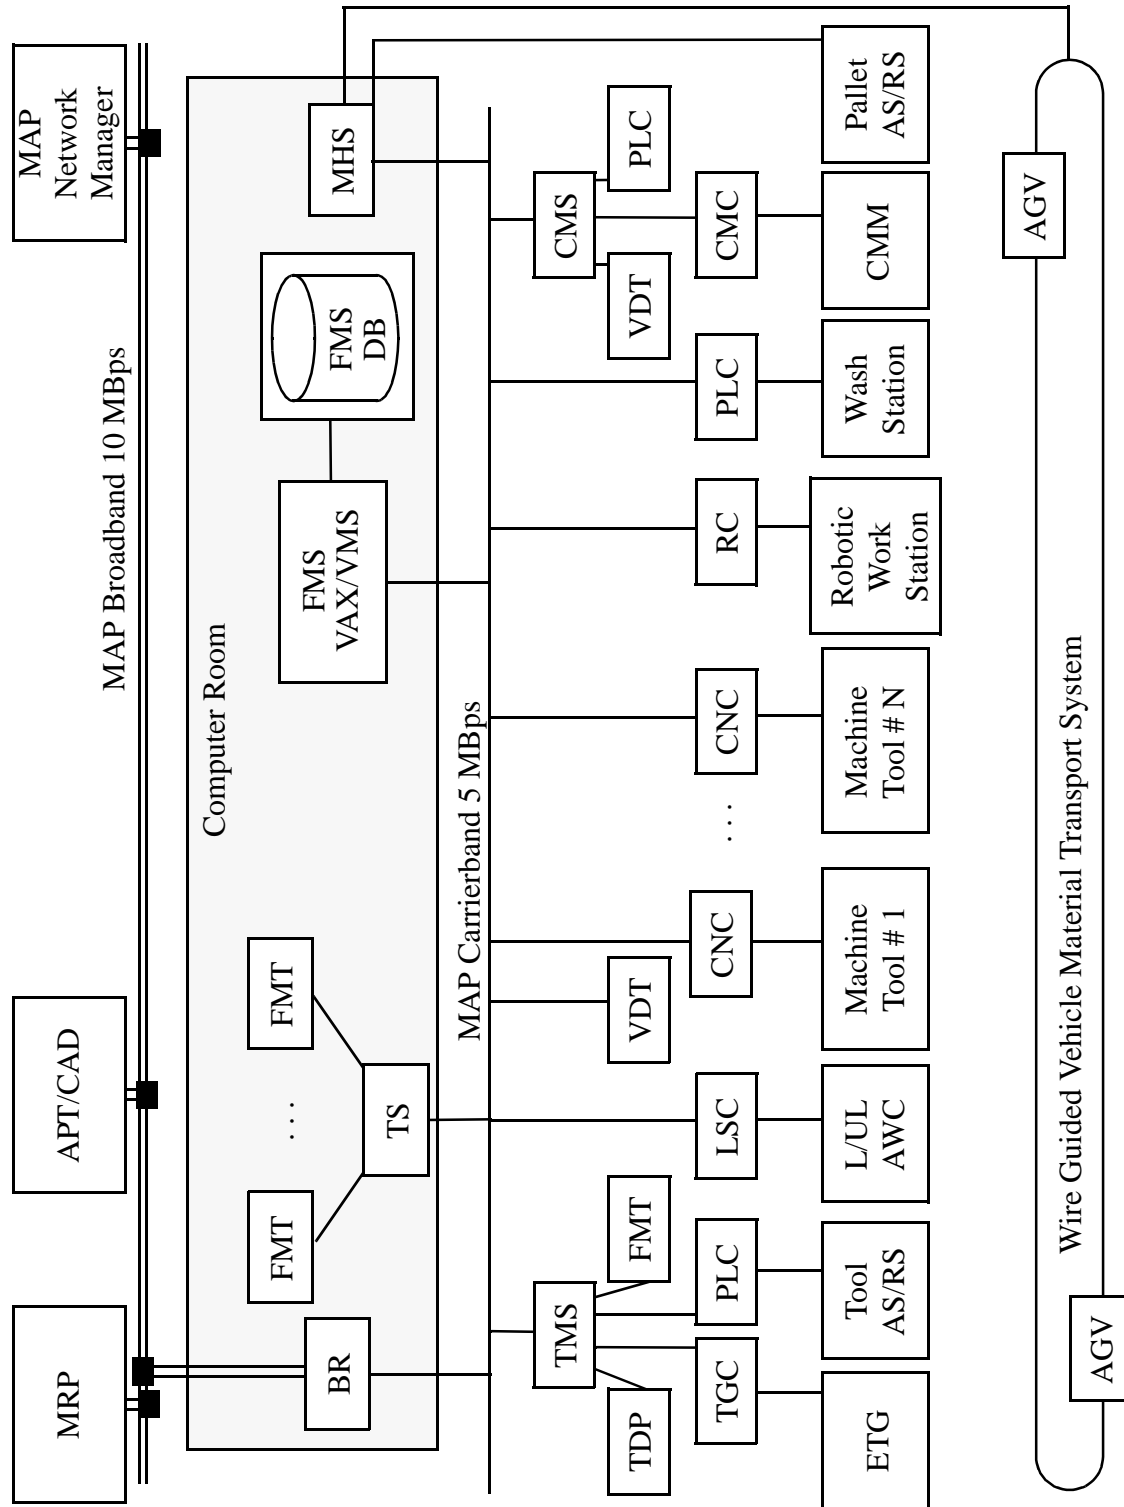 MRP
APT/CAD
MAP
Network
Manager
MAP Broadband 10 MBps
Computer Room
BR
FMT
. . .
FMT
TS
FMS
VAX/VMS
FMS
DB
MHS
MAP Carrierband 5 MBps
TMS
CMS
TDP
FMT
VDT
VDT
PLC
TGC
PLC
LSC
CNC
. . .
CNC
RC
PLC
CMC
ETG
Tool
AS/RS
L/UL
AWC
Machine
Tool # 1
Machine
Tool # N
Robotic
Work
Station
Wash
Station
CMM
Pallet
AS/RS
AGV
Wire Guided Vehicle Material Transport System
AGV